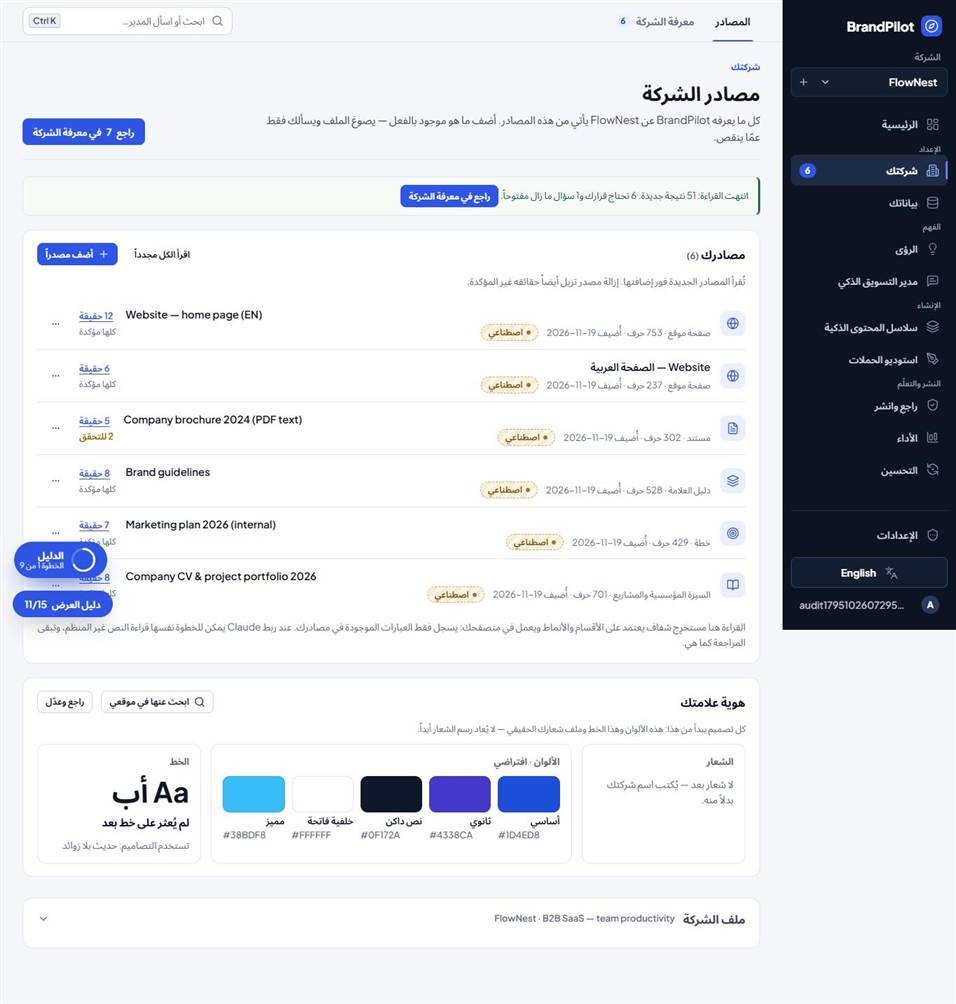 BrandPilot
الشركة
FlowNest
الرئيسية
الإعداد
شركتك
6
بياناتك
الفهم
الرؤى
مدير التسويق الذكي
الإنشاء
سلاسل المحتوى الذكية
استوديو الحملات
النشر والتعلّم
راجع وانشر
الأداء
التحسين
الإعدادات
English
A audit1795102607295...
المصادر
معرفة الشركة 6
ابحث أو اسأل المدير...
Ctrl K
شركتك
مصادر الشركة
كل ما يعرفه BrandPilot عن FlowNest يأتي من هذه المصادر. أضف ما هو موجود بالفعل — يصوغ الملف ويسألك فقط
عمّا ينقص.
راجع 7 في معرفة الشركة
انتهت القراءة: 51 نتيجة جديدة. 6 تحتاج قرارك و1 سؤال ما زال مفتوحاً. راجع في معرفة الشركة
مصادرك (6)
اقرأ الكل مجدداً
+ أضف مصدراً
تُقرأ المصادر الجديدة فور إضافتها. إزالة مصدر تزيل أيضاً حقائقه غير المؤكدة.
Website — home page (EN)
صفحة موقع · 753 حرف · أُضيف 19-11-2026
اصطناعي
12 حقيقة
كلها مؤكدة
...
Website — الصفحة العربية
صفحة موقع · 237 حرف · أُضيف 19-11-2026
اصطناعي
6 حقيقة
كلها مؤكدة
...
Company brochure 2024 (PDF text)
مستند · 302 حرف · أُضيف 19-11-2026
اصطناعي
5 حقيقة
2 للتحقق
...
Brand guidelines
دليل العلامة · 528 حرف · أُضيف 19-11-2026
اصطناعي
8 حقيقة
كلها مؤكدة
...
Marketing plan 2026 (internal)
خطة · 429 حرف · أُضيف 19-11-2026
اصطناعي
7 حقيقة
كلها مؤكدة
...
Company CV & project portfolio 2026
السيرة المؤسسية والمشاريع · 701 حرف · أُضيف 19-11-2026
اصطناعي
8 حقيقة
الدليل
الخطوة 1 من 9
دليل العرض 11/15
القراءة هنا مستخرِج شفاف يعتمد على الأقسام والأنماط ويعمل في متصفحك: يسجل فقط العبارات الموجودة في مصادرك. عند ربط Claude يمكن للخطوة نفسها قراءة النص غير المنظم، وتبقى
المراجعة كما هي.
هوية علامتك
ابحث عنها في موقعي
راجع وعدّل
كل تصميم يبدأ من هذا: هذه الألوان وهذا الخط وملف شعارك الحقيقي — لا يُعاد رسم الشعار أبداً.
الشعار
لا شعار بعد — يُكتب اسم شركتك
بدلاً منه.
الألوان · افتراضي
أساسي
#1D4ED8
ثانوي
#4338CA
نص داكن
#0F172A
خلفية فاتحة
#FFFFFF
مميز
#38BDF8
الخط
Aa أب
لم يُعثر على خط بعد
تستخدم التصاميم: حديث بلا زوائد
ملف الشركة
FlowNest · B2B SaaS — team productivity